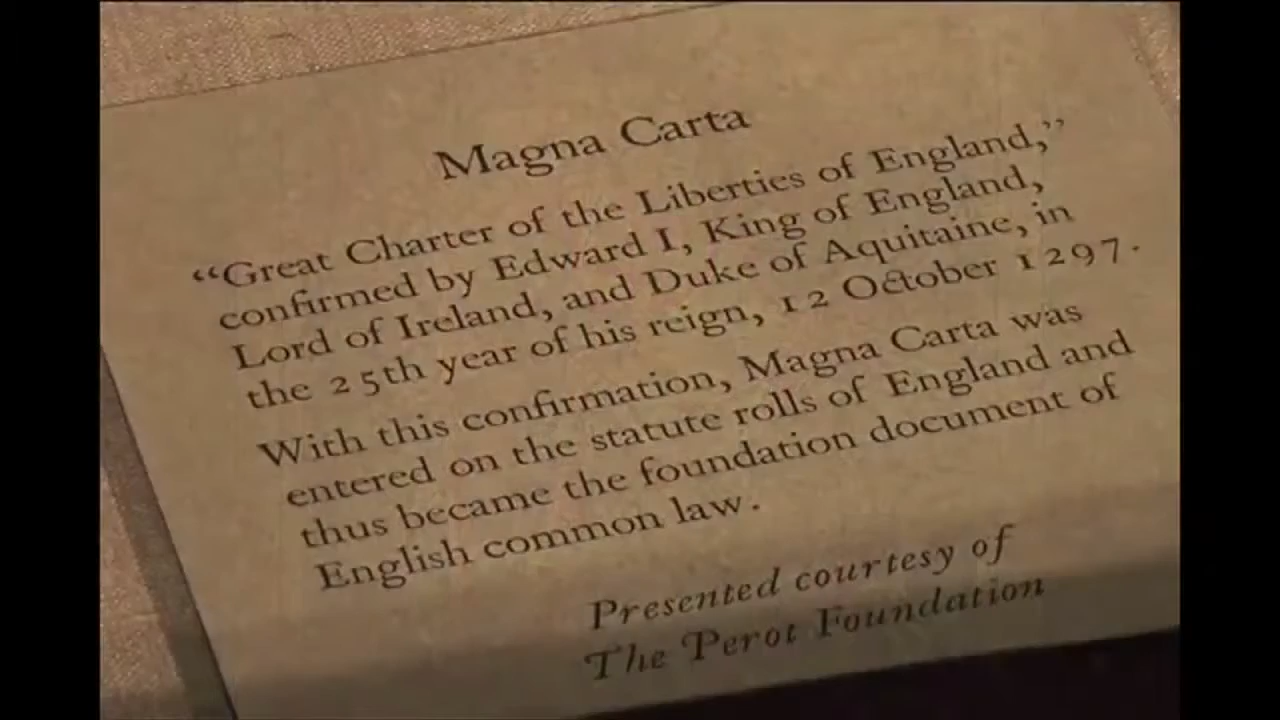 Magna Carta
“Great Charter of the Liberties of England,”
confirmed by Edward I, King of England,
Lord of Ireland, and Duke of Aquitaine, in
the 25th year of his reign, 12 October 1297.
With this confirmation, Magna Carta was
entered on the statute rolls of England and
thus became the foundation document of
English common law.
Presented courtesy of
The Perot Foundation